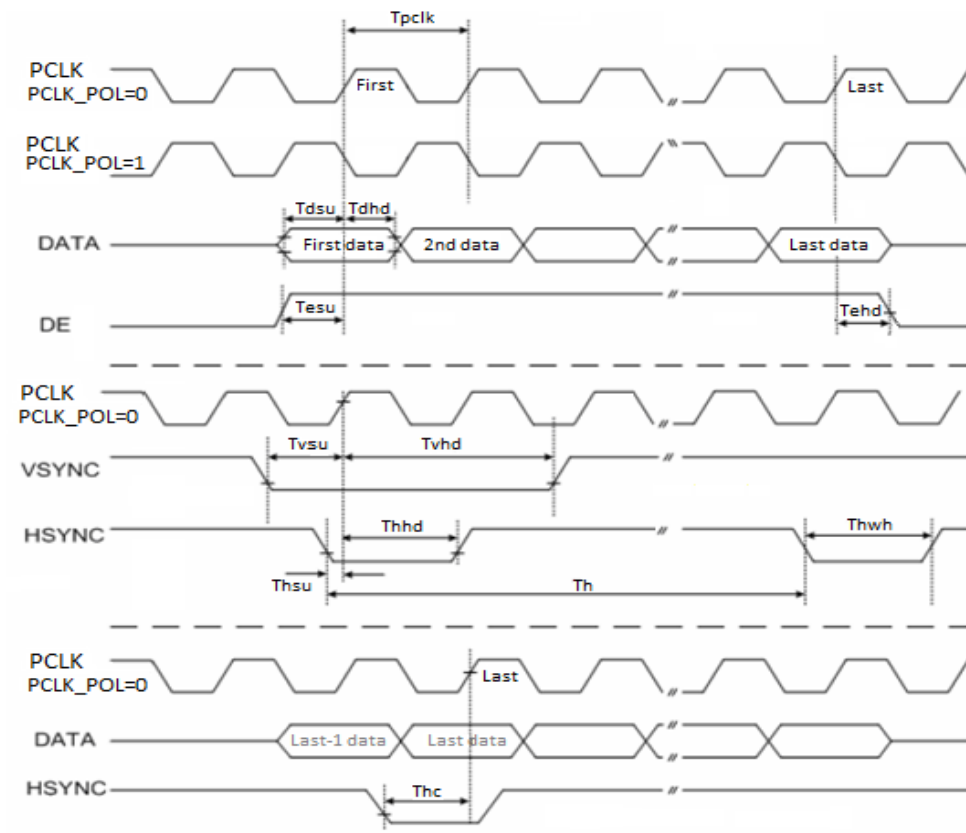 Tpclk
PCLK
PCLK_POL=0
First
Last
PCLK
PCLK_POL=1
Tdsu
Tdhd
DATA
First data
2nd data
Last data
Tesu
Tehd
DE
PCLK
PCLK_POL=0
Tvsu
Tvhd
VSYNC
HSYNC
Thhd
Thwh
Thsu
Th
PCLK
PCLK_POL=0
Last
DATA
Last-1 data
Last data
HSYNC
Thc